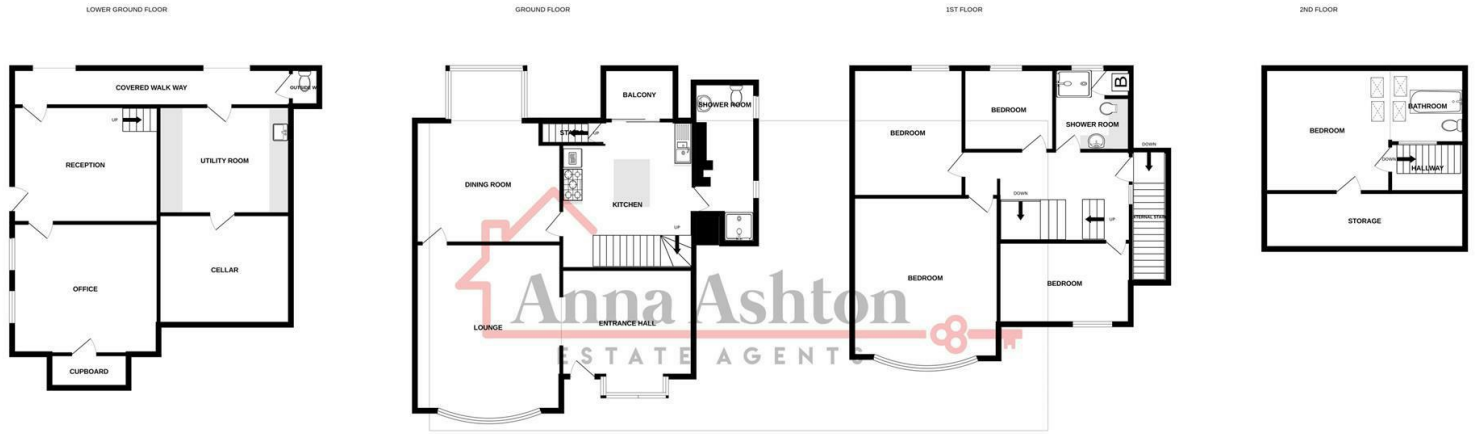 LOWER GROUND FLOOR
GROUND FLOOR
1ST FLOOR
2ND FLOOR
COVERED WALK WAY
OUTSIDE W
UP
RECEPTION
UTILITY ROOM
OFFICE
CELLAR
CUPBOARD
BALCONY
SHOWER ROOM
UP
DINING ROOM
KITCHEN
UP
LOUNGE
ENTRANCE HALL
BEDROOM
BEDROOM
B
SHOWER ROOM
DOWN
DOWN
UP
BEDROOM
BEDROOM
BEDROOM
BATHROOM
DOWN
HALLWAY
STORAGE
Anna Ashton
ESTATE AGENTS